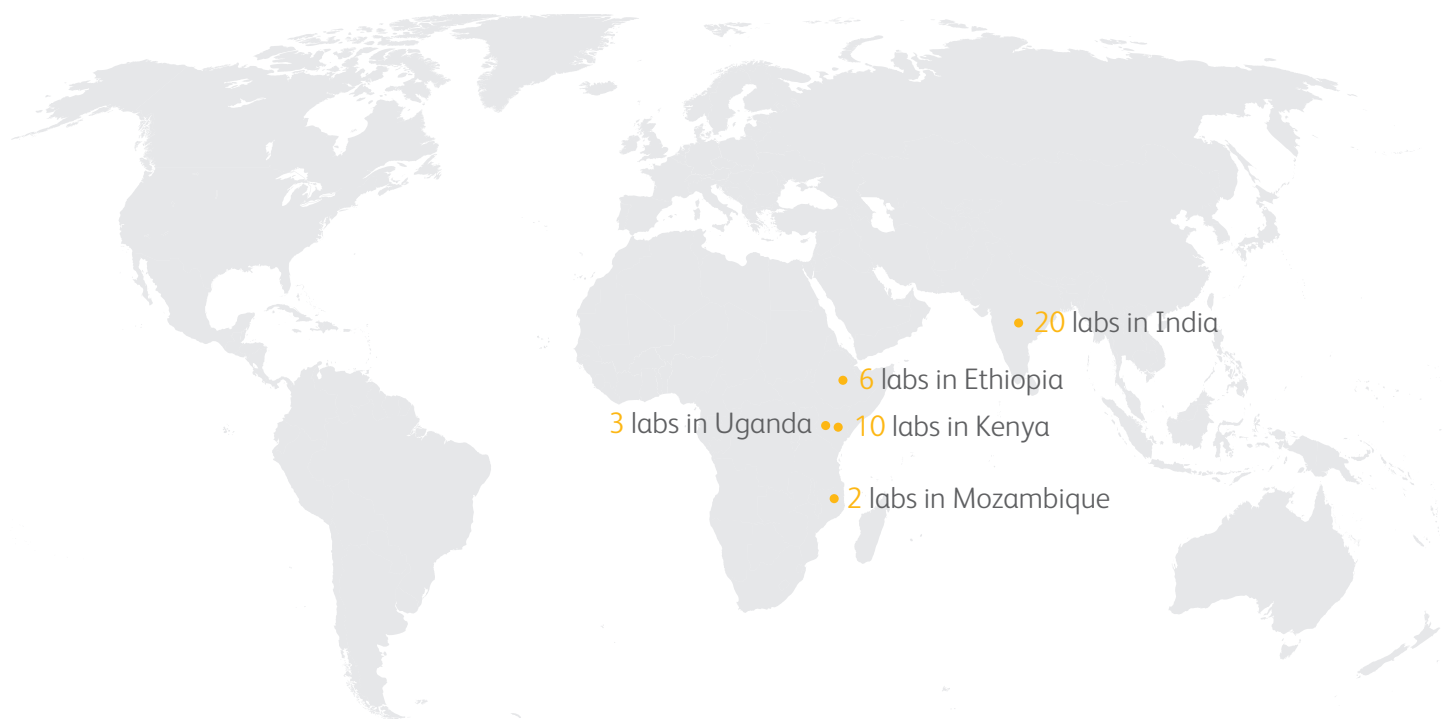 20 labs in India
6 labs in Ethiopia
3 labs in Uganda
10 labs in Kenya
2 labs in Mozambique